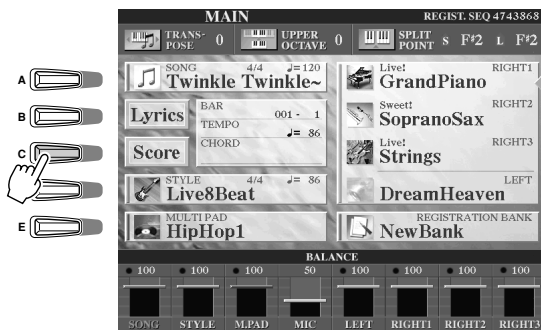 MAIN
REGIST. SEQ 4743868
TRANS-
POSE 0
UPPER
OCTAVE 0
SPLIT
POINT S F#2 L F#2
A
SONG 4/4 ♩=120
Twinkle Twinkle~
Live!
RIGHT1
GrandPiano
B
Lyrics
BAR 001 - 1
TEMPO ♩= 86
Sweet!
RIGHT2
SopranoSax
C
Score
CHORD
Live!
RIGHT3
Strings
STYLE 4/4 ♩= 86
Live8Beat
LEFT
DreamHeaven
E
MULTI PAD
HipHop1
REGISTRATION BANK
NewBank
BALANCE
100 100 100 50 100 100 100 100
SONG STYLE M.PAD MIC LEFT RIGHT1 RIGHT2 RIGHT3